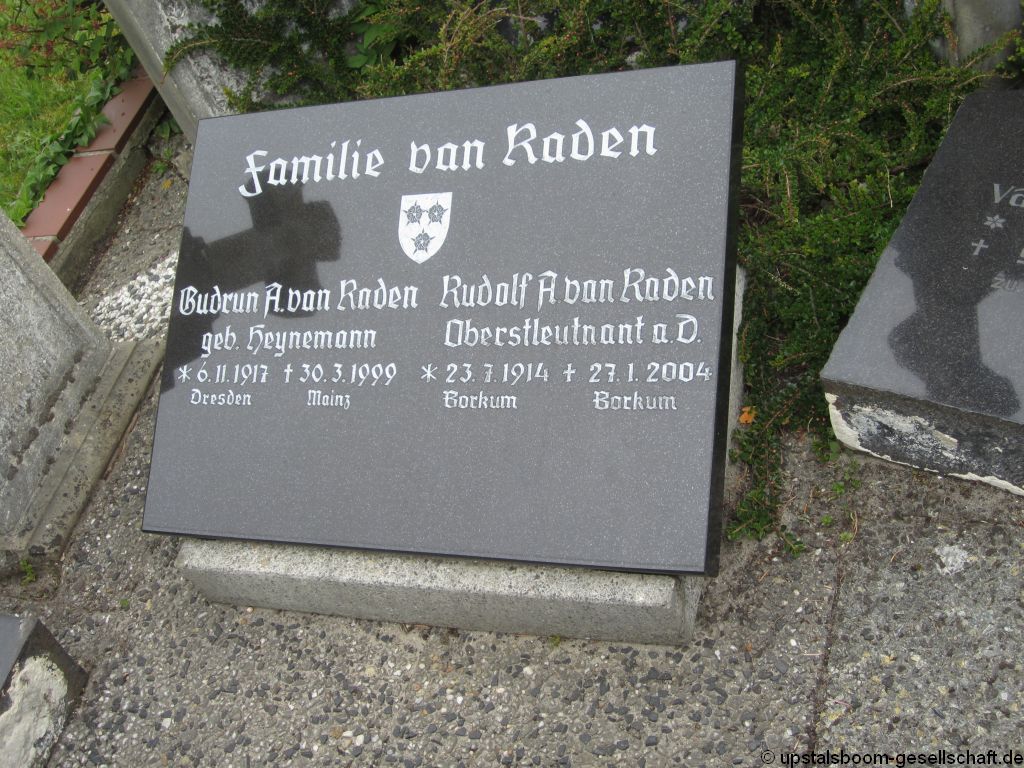 Familie van Raden
Gudrun A. van Raden
geb. Heynemann
* 6.11.1917 † 30.3.1999
Dresden Mainz
Rudolf A. van Raden
Oberstleutnant a.D.
* 23.7.1914 † 27.1.2004
Borkum Borkum
© upstalsboom-gesellschaft.de